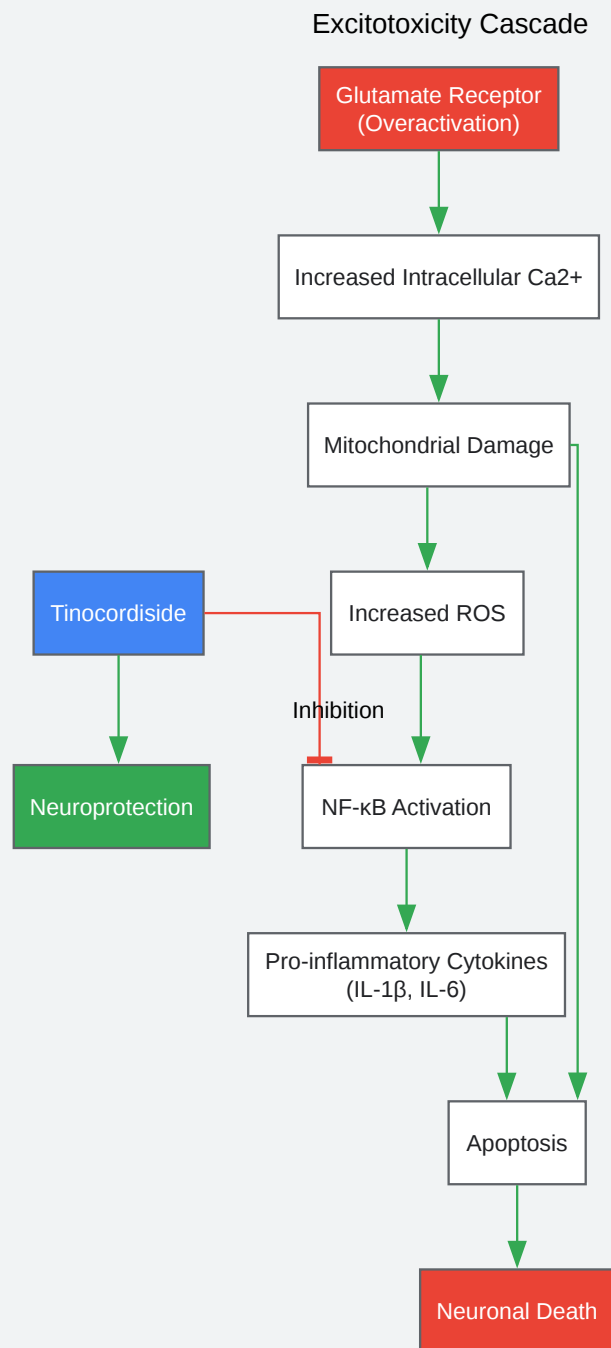 Excitotoxicity Cascade
Glutamate Receptor
(Overactivation)
Increased Intracellular Ca2+
Mitochondrial Damage
Tinocordiside
Increased ROS
Inhibition
Neuroprotection
NF-κB Activation
Pro-inflammatory Cytokines
(IL-1β, IL-6)
Apoptosis
Neuronal Death